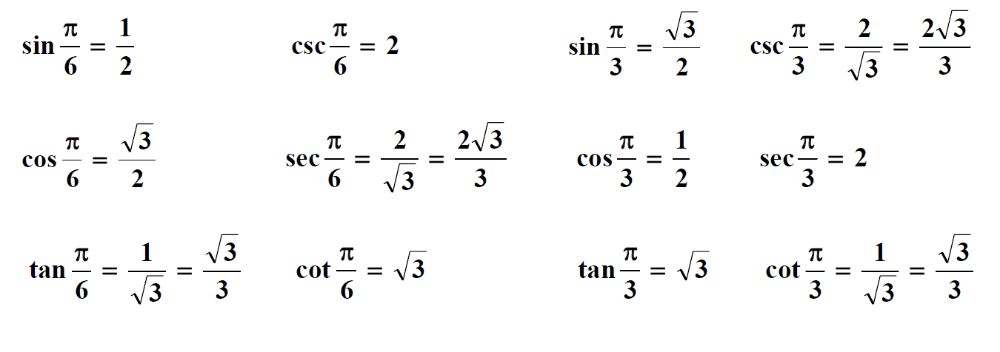 sin π/6 = 1/2    csc π/6 = 2    sin π/3 = √3/2    csc π/3 = 2/√3 = 2√3/3
cos π/6 = √3/2    sec π/6 = 2/√3 = 2√3/3    cos π/3 = 1/2    sec π/3 = 2
tan π/6 = 1/√3 = √3/3    cot π/6 = √3    tan π/3 = √3    cot π/3 = 1/√3 = √3/3